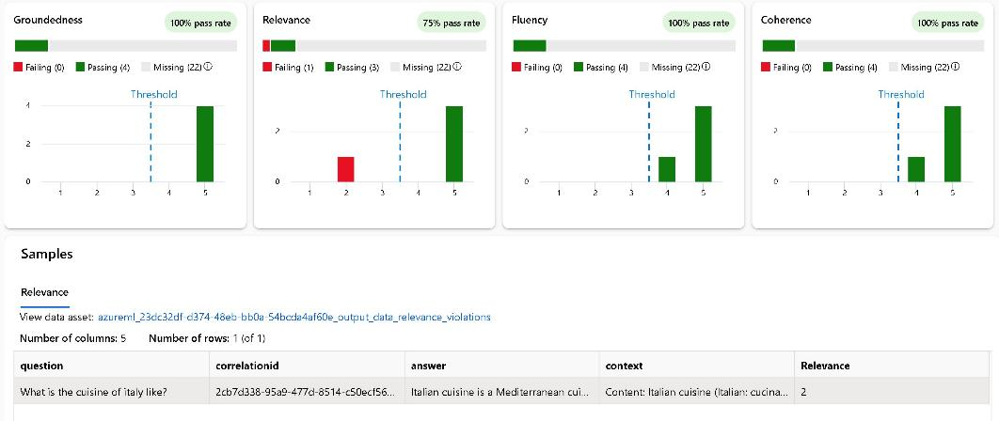 Groundedness 100% pass rate
Failing (0) Passing (4) Missing (22)
Threshold
4
2
0
1 2 3 4 5
Relevance 75% pass rate
Failing (1) Passing (3) Missing (22)
Threshold
2
0
1 2 3 4 5
Fluency 100% pass rate
Failing (0) Passing (4) Missing (22)
Threshold
2
0
1 2 3 4 5
Coherence 100% pass rate
Failing (0) Passing (4) Missing (22)
Threshold
2
0
1 2 3 4 5
Samples
Relevance
View data asset: azureml_23dc32df-d374-48eb-bb0a-54bcda4af60e_output_data_relevance_violations
Number of columns: 5 Number of rows: 1 (of 1)
question correlationid answer context Relevance
What is the cuisine of italy like? 2cb7d338-95a9-477d-8514-c50ecf56... Italian cuisine is a Mediterranean cui... Content: Italian cuisine (Italian: cucina... 2